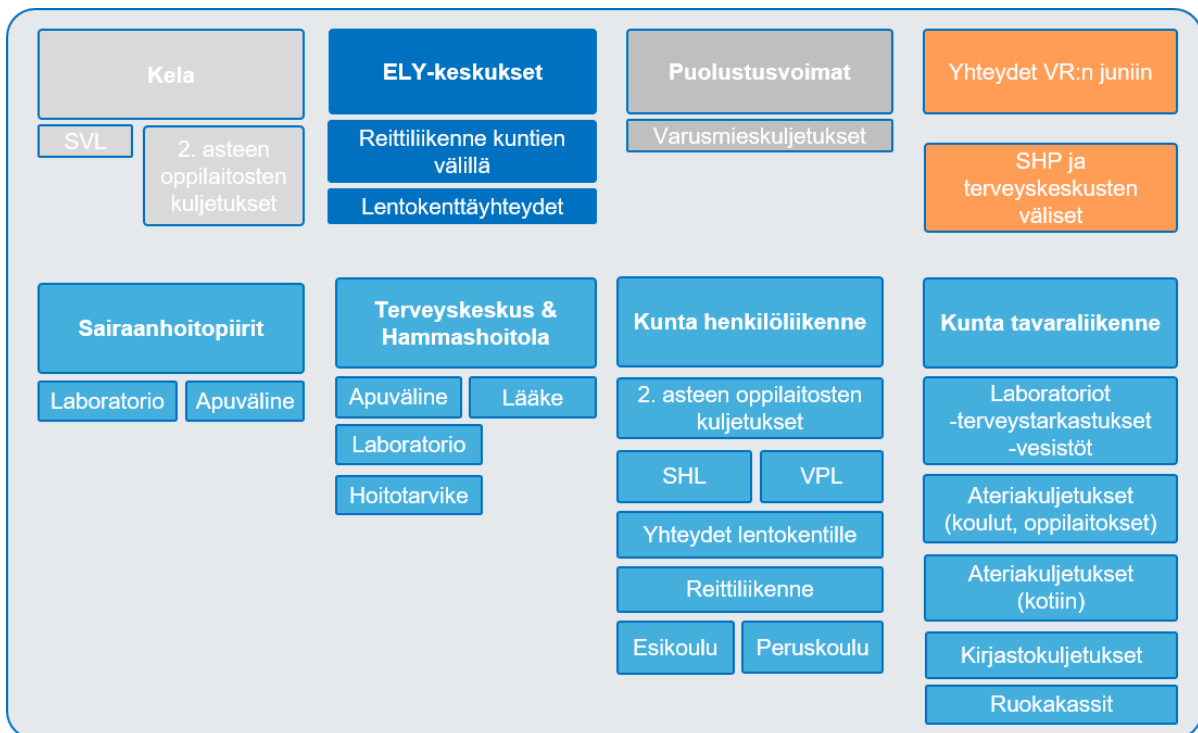 Kela
SVL
2. asteen
oppilaitosten
kuljetukset
ELY-keskukset
Reittiliikenne kuntien
välillä
Lentokenttäyhteydet
Puolustusvoimat
Varusmieskuljetukset
Yhteydet VR:n juniin
SHP ja
terveyskeskusten
väliset
Sairaanhoitopiirit
Laboratorio
Apuväline
Terveyskeskus &
Hammashoitola
Apuväline
Lääke
Laboratorio
Hoitotarvike
Kunta henkilöliikenne
2. asteen oppilaitosten
kuljetukset
SHL
VPL
Yhteydet lentokentille
Reittiliikenne
Esikoulu
Peruskoulu
Kunta tavaraliikenne
Laboratoriot
-terveystarkastukset
-vesistöt
Ateriakuljetukset
(koulut, oppilaitokset)
Ateriakuljetukset
(kotiin)
Kirjastokuljetukset
Ruokakassit